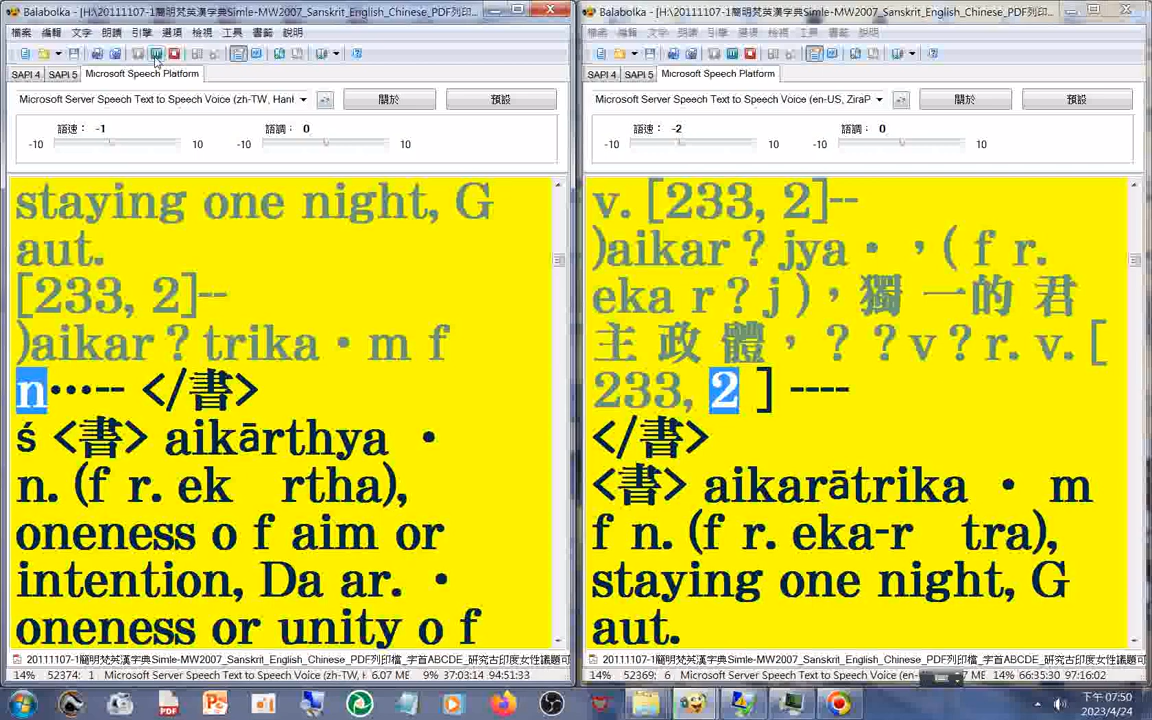 Balabolka - [H:\20111107-1簡明梵英漢字典Simle-MW2007_Sanskrit_English_Chinese_PDF列印...
檔案 編輯 文字 朗讀 引擎 選項 檢視 工具 書籤 說明
SAPI 4 SAPI 5 Microsoft Speech Platform
Microsoft Server Speech Text to Speech Voice (zh-TW, Hanl
關於 預設
語速： -1 語調： 0
-10 10 -10 10
staying one night, G
aut.
[233, 2]--
)aikar？trika • m f
n•••-- </書>
ś <書> aikārthya •
n. (f r. ek rtha),
oneness o f aim or
intention, Da ar. •
oneness or unity o f
20111107-1簡明梵英漢字典Simle-MW2007_Sanskrit_English_Chinese_PDF列印檔_字首ABCDE_研究古印度女性議題可
14% 52374: 1 Microsoft Server Speech Text to Speech Voice (zh-TW, H 6.07 ME 9% 37:03:14 94:51:33
Balabolka - [H:\20111107-1簡明梵英漢字典Simle-MW2007_Sanskrit_English_Chinese_PDF列印...
檔案 編輯 文字 朗讀 引擎 選項 檢視 工具 書籤 說明
SAPI 4 SAPI 5 Microsoft Speech Platform
Microsoft Server Speech Text to Speech Voice (en-US, ZiraP
關於 預設
語速： -2 語調： 0
-10 10 -10 10
v. [233, 2]--
)aikar？jya •，( f r.
eka r？j )，獨 一的 君
主 政 體，？？v？r. v. [
233, 2 ] ----
</書>
<書> aikarātrika • m
f n. (f r. eka-r tra),
staying one night, G
aut.
20111107-1簡明梵英漢字典Simle-MW2007_Sanskrit_English_Chinese_PDF列印檔_字首ABCDE_研究古印度女性議題可
14% 52369: 6 Microsoft Server Speech Text to Speech Voice (en-U 7 ME 14% 66:35:30 97:16:02
PDF
下午 07:50
2023/4/24